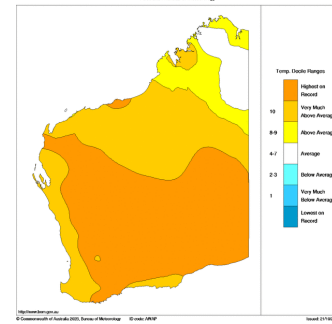 Temp. Decile Ranges
Highest on
Record
10
Very Much
Above Averag
8-9
Above Averag
4-7
Average
2-3
Below Averag
1
Very Much
Below Averag
Lowest on
Record
http://www.bom.gov.au
© Commonwealth of Australia 2023, Bureau of Meteorology
ID code: AWAP
Issued: